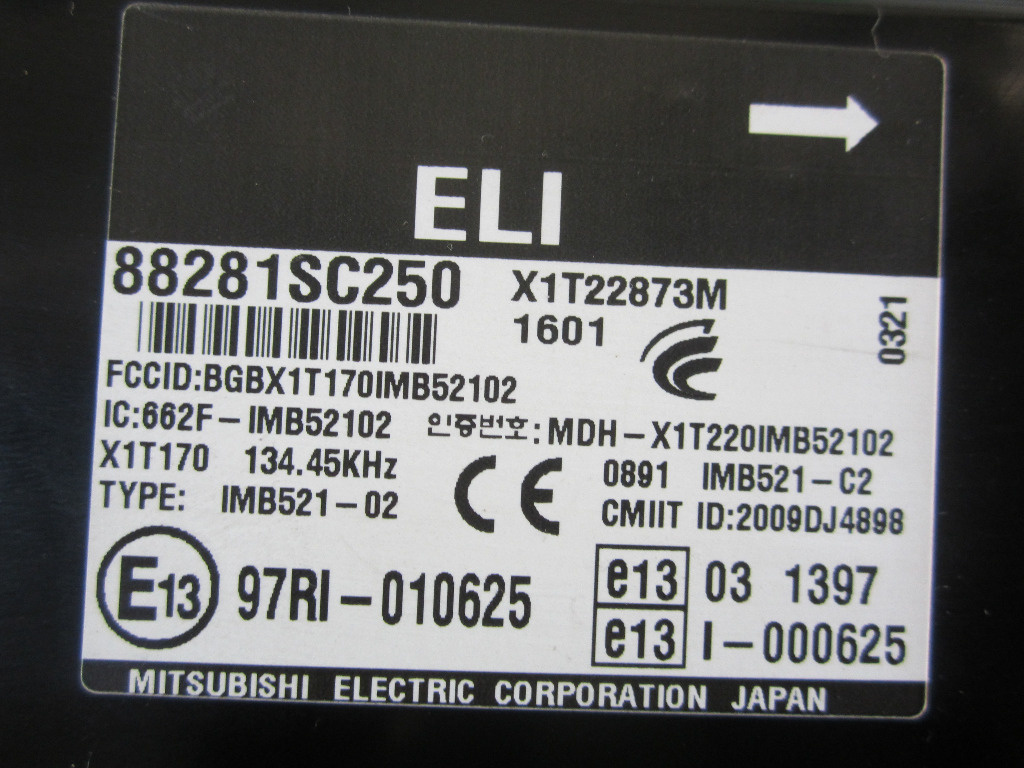 ELI
88281SC250 X1T22873M
1601
0321
FCCID:BGBX1T170IMB52102
IC:662F-IMB52102 인증번호:MDH-X1T220IMB52102
X1T170 134.45KHz 0891 IMB521-C2
TYPE: IMB521-02 CE CMIIT ID:2009DJ4898
E13 97RI-010625 e13 03 1397
e13 I-000625
MITSUBISHI ELECTRIC CORPORATION JAPAN